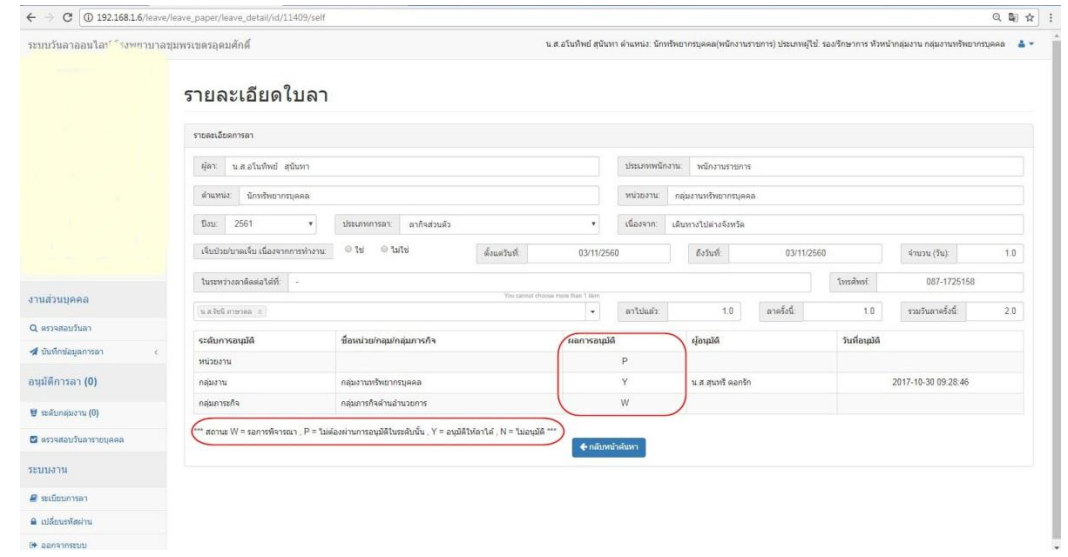 192.168.1.6/leave/leave_paper/leave_detail/id/11409/self
ระบบวันลาออนไลน์ โรงพยาบาลชุมพรเขตรอุดมศักดิ์
น.ส.อโนทิพย์ สุนินทา ตำแหน่ง: นักทรัพยากรบุคคล(พนักงานราชการ) ประเภทผู้ใช้: รอง/รักษาการ หัวหน้ากลุ่มงาน กลุ่มงานทรัพยากรบุคคล
รายละเอียดใบลา
รายละเอียดการลา
ผู้ลา: น.ส.อโนทิพย์ สุนินทา ประเภทพนักงาน: พนักงานราชการ
ตำแหน่ง: นักทรัพยากรบุคคล หน่วยงาน: กลุ่มงานทรัพยากรบุคคล
ปีงบ: 2561 ประเภทการลา: ลากิจส่วนตัว เนื่องจาก: เดินทางไปต่างจังหวัด
เจ็บป่วย/บาดเจ็บ เนื่องจากการทำงาน: ใช่ ไม่ใช่ ตั้งแต่วันที่: 03/11/2560 ถึงวันที่: 03/11/2560 จำนวน (วัน): 1.0
ในระหว่างลาติดต่อได้ที่: - โทรศัพท์: 087-1725158
You cannot choose more than 1 item
ลาไปแล้ว: 1.0 ลาครั้งนี้: 1.0 รวมวันลาครั้งนี้: 2.0
ระดับการอนุมัติ ชื่อหน่วย/กลุ่ม/กลุ่มภารกิจ ผลการอนุมัติ ผู้อนุมัติ วันที่อนุมัติ
หน่วยงาน P
กลุ่มงาน กลุ่มงานทรัพยากรบุคคล Y น.ส.สุนทรี ดอกรัก 2017-10-30 09:28:46
กลุ่มภารกิจ กลุ่มภารกิจด้านอำนวยการ W
*** สถานะ W = รอการพิจารณา , P = ไม่ต้องผ่านการอนุมัติในระดับนั้น , Y = อนุมัติให้ลาได้ , N = ไม่อนุมัติ ***
กลับหน้าค้นหา
งานส่วนบุคคล
ตรวจสอบวันลา
บันทึกข้อมูลการลา
อนุมัติการลา (0)
ระดับกลุ่มงาน (0)
ตรวจสอบวันลารายบุคคล
ระบบงาน
ระเบียบการลา
เปลี่ยนรหัสผ่าน
ออกจากระบบ